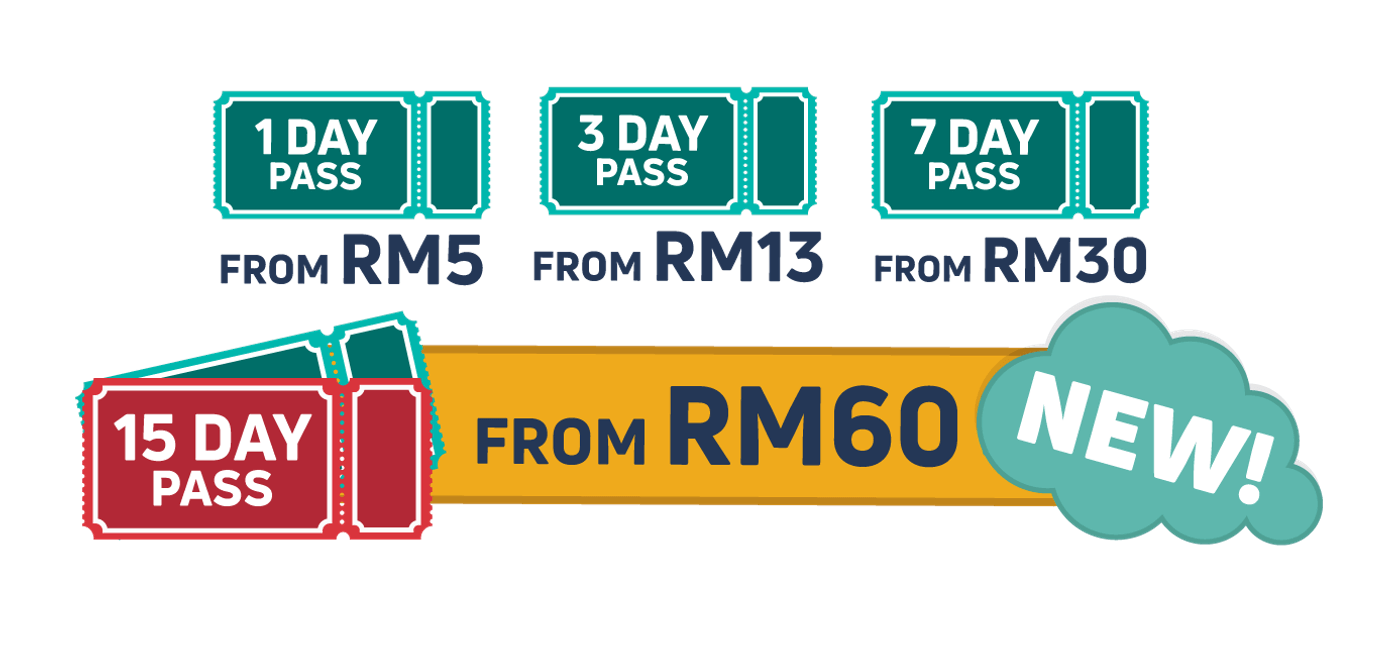 1 DAY
PASS
FROM RM5
3 DAY
PASS
FROM RM13
7 DAY
PASS
FROM RM30
15 DAY
PASS
FROM RM60
NEW!